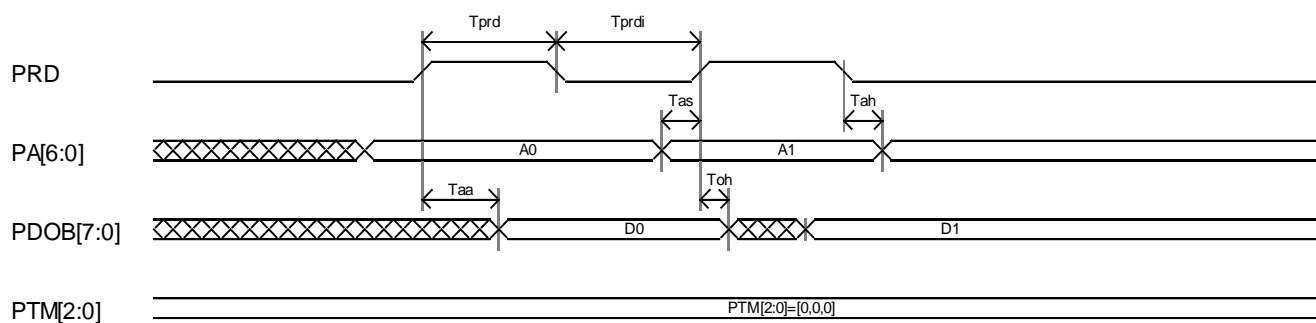 Tprd
Tprdi
PRD
Tas
Tah
PA[6:0]
A0
A1
Taa
Toh
PDOB[7:0]
D0
D1
PTM[2:0]
PTM[2:0]=[0,0,0]